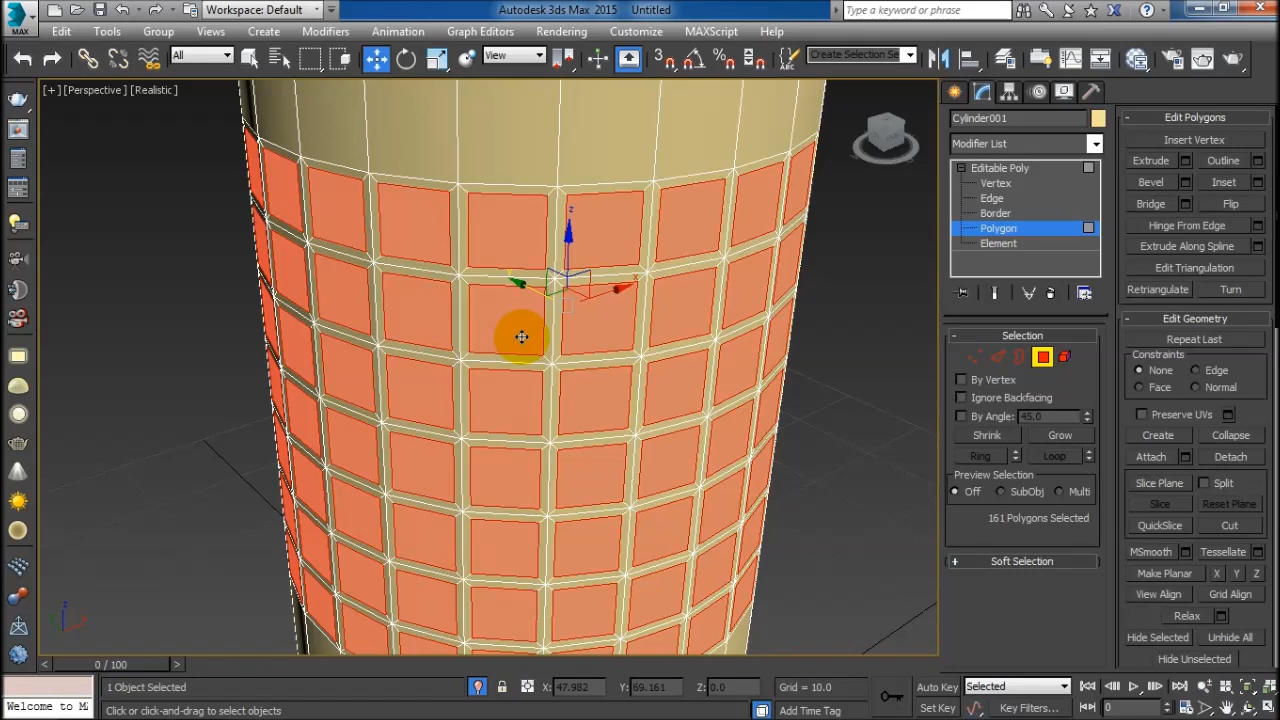 MAX
Workspace: Default
Autodesk 3ds Max 2015    Untitled
Type a keyword or phrase
Edit Tools Group Views Create Modifiers Animation Graph Editors Rendering Customize MAXScript Help
All
View
Create Selection Se
[+] [Perspective] [Realistic]
Cylinder001
Modifier List
Editable Poly
Vertex
Edge
Border
Polygon
Element
Selection
By Vertex
Ignore Backfacing
By Angle: 45.0
Shrink Grow
Ring Loop
Preview Selection
Off SubObj Multi
161 Polygons Selected
Soft Selection
Edit Polygons
Insert Vertex
Extrude Outline
Bevel Inset
Bridge Flip
Hinge From Edge
Extrude Along Spline
Edit Triangulation
Retriangulate Turn
Edit Geometry
Repeat Last
Constraints
None Edge
Face Normal
Preserve UVs
Create Collapse
Attach Detach
Slice Plane Split
Slice Reset Plane
QuickSlice Cut
MSmooth Tessellate
Make Planar X Y Z
View Align Grid Align
Relax
Hide Selected Unhide All
Hide Unselected
z
x
y
z
0 / 100
1 Object Selected
X: 47.982 Y: 69.161 Z: 0.0
Grid = 10.0
Auto Key Selected
Welcome to M
Click or click-and-drag to select objects
Add Time Tag
Set Key Key Filters... 0